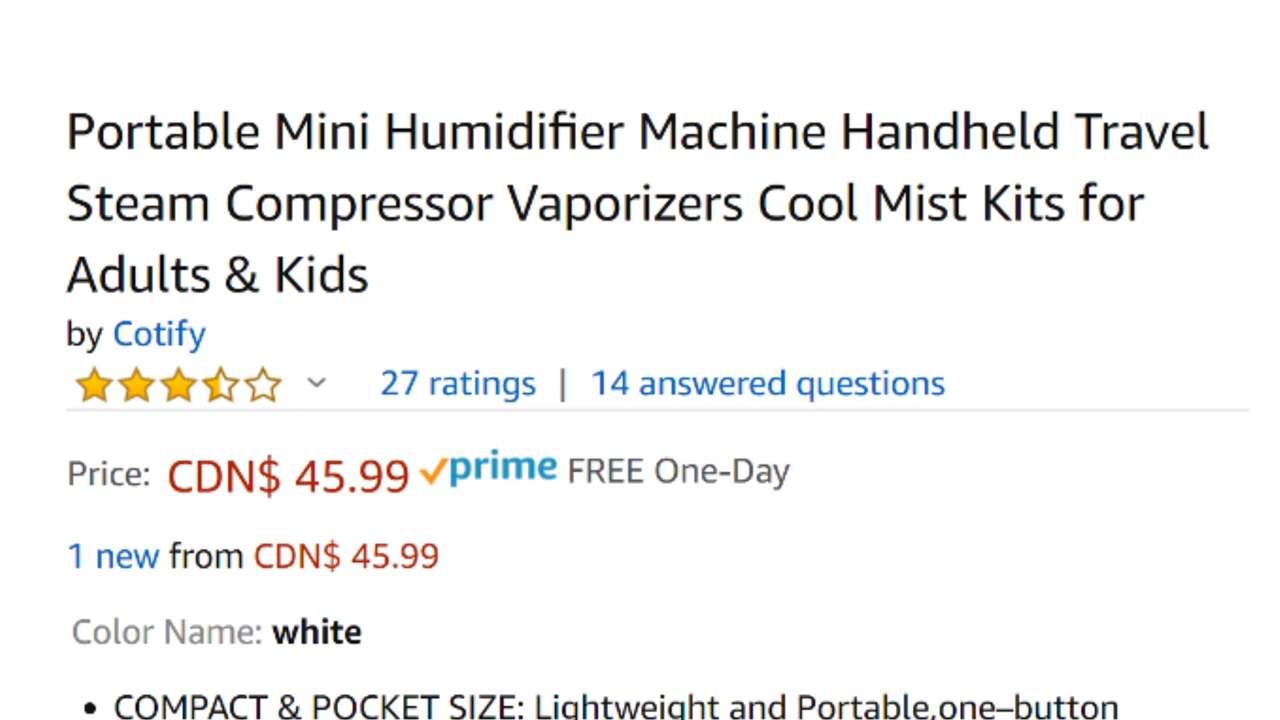 Portable Mini Humidifier Machine Handheld Travel
Steam Compressor Vaporizers Cool Mist Kits for
Adults & Kids
by Cotify
27 ratings | 14 answered questions
Price: CDN$ 45.99 prime FREE One-Day
1 new from CDN$ 45.99
Color Name: white
• COMPACT & POCKET SIZE: Lightweight and Portable,one–button